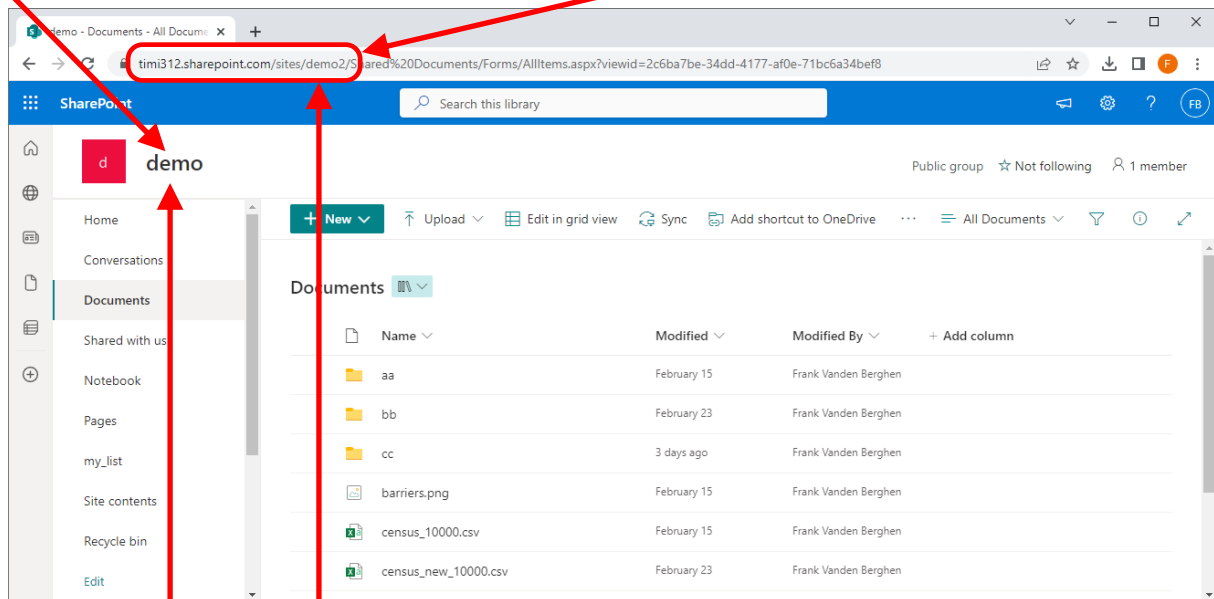 demo - Documents - All Docume
timi312.sharepoint.com/sites/demo2/Shared%20Documents/Forms/AllItems.aspx?viewid=2c6ba7be-34dd-4177-af0e-71bc6a34bef8
F
SharePoint
Search this library
?
FB
d
demo
Public group
Not following
1 member
Home
Conversations
Documents
Shared with us
Notebook
Pages
my_list
Site contents
Recycle bin
Edit
+ New
Upload
Edit in grid view
Sync
Add shortcut to OneDrive
...
All Documents
Documents
Name Modified Modified By + Add column
aa February 15 Frank Vanden Berghen
bb February 23 Frank Vanden Berghen
cc 3 days ago Frank Vanden Berghen
barriers.png February 15 Frank Vanden Berghen
census_10000.csv February 15 Frank Vanden Berghen
census_new_10000.csv February 23 Frank Vanden Berghen